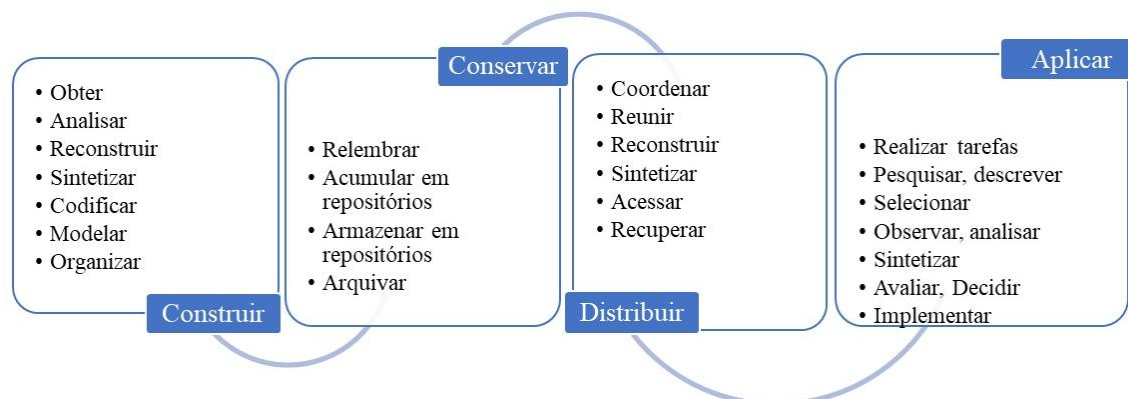 • Obter
• Analisar
• Reconstruir
• Sintetizar
• Codificar
• Modelar
• Organizar
Construir
Conservar
• Relembrar
• Acumular em
repositórios
• Armazenar em
repositórios
• Arquivar
• Coordenar
• Reunir
• Reconstruir
• Sintetizar
• Acessar
• Recuperar
Distribuir
Aplicar
• Realizar tarefas
• Pesquisar, descrever
• Selecionar
• Observar, analisar
• Sintetizar
• Avaliar, Decidir
• Implementar